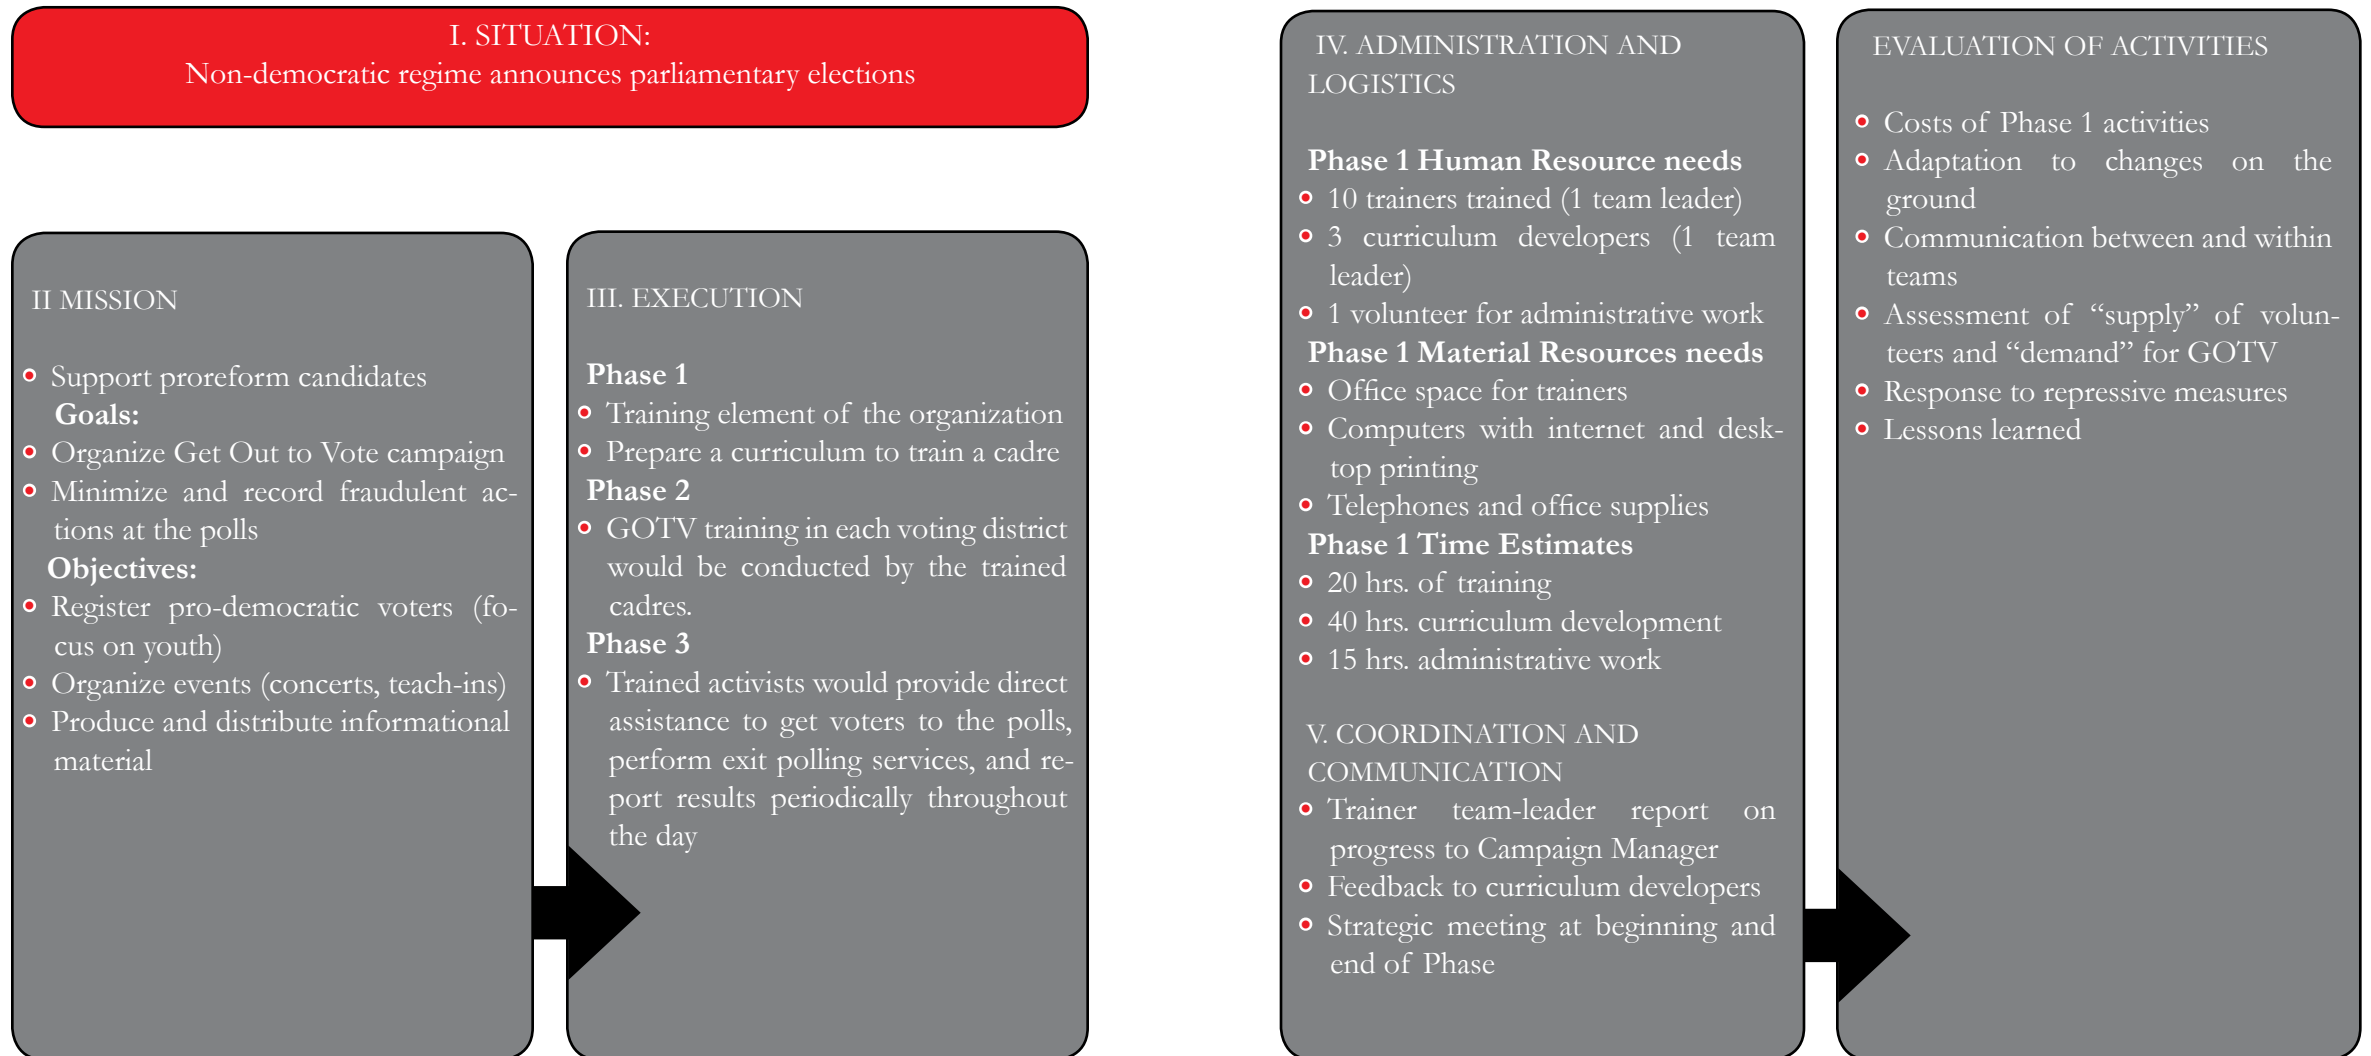 I. SITUATION:
Non-democratic regime announces parliamentary elections
II MISSION
Support proreform candidates
Goals:
Organize Get Out to Vote campaign
Minimize and record fraudulent ac-
tions at the polls
Objectives:
Register pro-democratic voters (fo-
cus on youth)
Organize events (concerts, teach-ins)
Produce and distribute informational
material
III. EXECUTION
Phase 1
Training element of the organization
Prepare a curriculum to train a cadre
Phase 2
GOTV training in each voting district
would be conducted by the trained
cadres.
Phase 3
Trained activists would provide direct
assistance to get voters to the polls,
perform exit polling services, and re-
port results periodically throughout
the day
IV. ADMINISTRATION AND
LOGISTICS
Phase 1 Human Resource needs
10 trainers trained (1 team leader)
3 curriculum developers (1 team
leader)
1 volunteer for administrative work
Phase 1 Material Resources needs
Office space for trainers
Computers with internet and desk-
top printing
Telephones and office supplies
Phase 1 Time Estimates
20 hrs. of training
40 hrs. curriculum development
15 hrs. administrative work
V. COORDINATION AND
COMMUNICATION
Trainer team-leader report on
progress to Campaign Manager
Feedback to curriculum developers
Strategic meeting at beginning and
end of Phase
EVALUATION OF ACTIVITIES
Costs of Phase 1 activities
Adaptation to changes on the
ground
Communication between and within
teams
Assessment of “supply” of volun-
teers and “demand” for GOTV
Response to repressive measures
Lessons learned